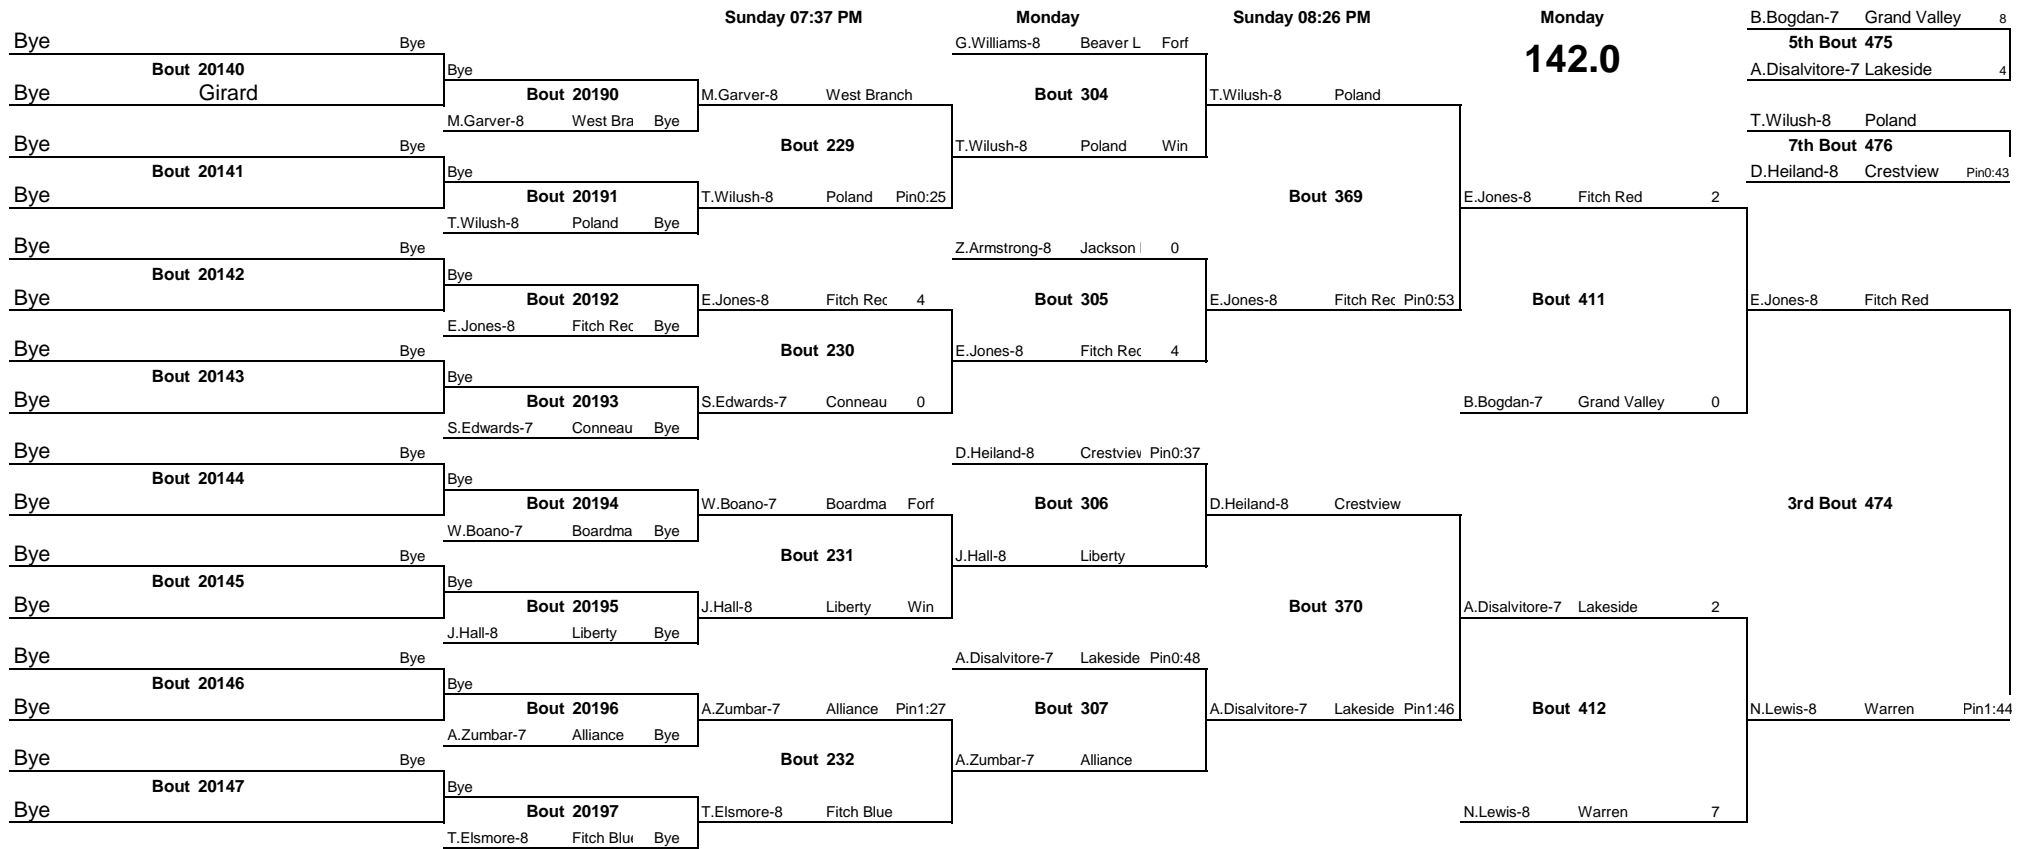 Sunday 07:37 PM Monday Sunday 08:26 PM Monday B.Bogdan-7 Grand Valley 8
Bye Bye G.Williams-8 Beaver L Forf 142.0 5th Bout 475
Bout 20140 Bye A.Disalvitore-7 Lakeside 4
Bye Girard Bout 20190 M.Garver-8 West Branch Bout 304 T.Wilush-8 Poland
M.Garver-8 West Bra Bye T.Wilush-8 Poland
Bye Bye Bout 229 T.Wilush-8 Poland Win 7th Bout 476
Bout 20141 Bye D.Heiland-8 Crestview Pin0:43
Bye Bout 20191 T.Wilush-8 Poland Pin0:25 Bout 369 E.Jones-8 Fitch Red 2
T.Wilush-8 Poland Bye
Bye Bye Z.Armstrong-8 Jackson 0
Bout 20142 Bye
Bye Bout 20192 E.Jones-8 Fitch Rec 4 Bout 305 E.Jones-8 Fitch Rec Pin0:53 Bout 411 E.Jones-8 Fitch Red
E.Jones-8 Fitch Rec Bye
Bye Bye Bout 230 E.Jones-8 Fitch Rec 4
Bout 20143 Bye
Bye Bout 20193 S.Edwards-7 Conneau 0 B.Bogdan-7 Grand Valley 0
S.Edwards-7 Conneau Bye
Bye Bye D.Heiland-8 Crestview Pin0:37
Bout 20144 Bye
Bye Bout 20194 W.Boano-7 Boardma Forf Bout 306 D.Heiland-8 Crestview 3rd Bout 474
W.Boano-7 Boardma Bye
Bye Bye Bout 231 J.Hall-8 Liberty
Bout 20145 Bye
Bye Bout 20195 J.Hall-8 Liberty Win Bout 370 A.Disalvitore-7 Lakeside 2
J.Hall-8 Liberty Bye
Bye Bye A.Disalvitore-7 Lakeside Pin0:48
Bout 20146 Bye
Bye Bout 20196 A.Zumbar-7 Alliance Pin1:27 Bout 307 A.Disalvitore-7 Lakeside Pin1:46 Bout 412 N.Lewis-8 Warren Pin1:44
A.Zumbar-7 Alliance Bye
Bye Bye Bout 232 A.Zumbar-7 Alliance
Bout 20147 Bye
Bye Bout 20197 T.Elsmore-8 Fitch Blue N.Lewis-8 Warren 7
T.Elsmore-8 Fitch Blu Bye